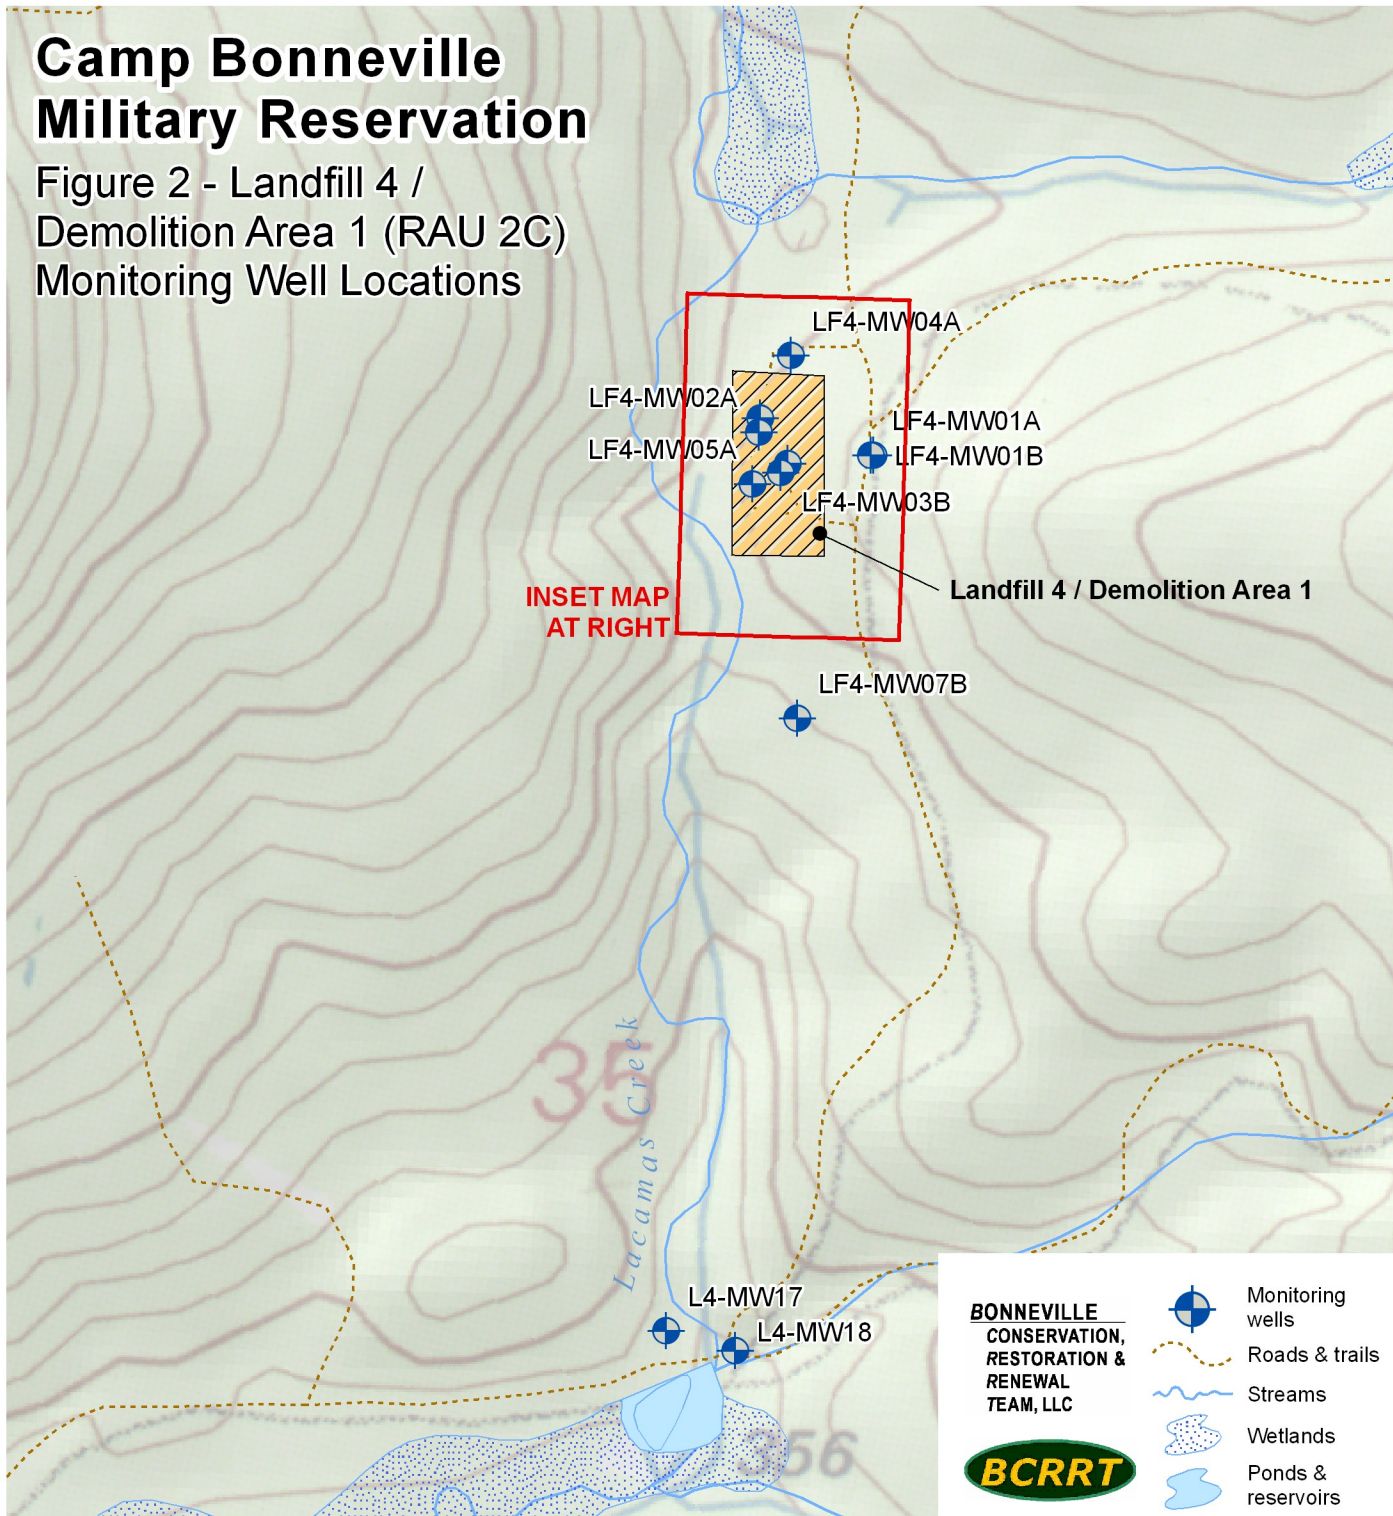 Camp Bonneville
Military Reservation
Figure 2 - Landfill 4 /
Demolition Area 1 (RAU 2C)
Monitoring Well Locations
LF4-MW04A
LF4-MW02A
LF4-MW01A
LF4-MW05A
LF4-MW01B
LF4-MW03B
Landfill 4 / Demolition Area 1
INSET MAP
AT RIGHT
LF4-MW07B
35
Lacamas Creek
L4-MW17
L4-MW18
356
BONNEVILLE
CONSERVATION,
RESTORATION &
RENEWAL
TEAM, LLC
BCRRT
Monitoring
wells
Roads & trails
Streams
Wetlands
Ponds &
reservoirs